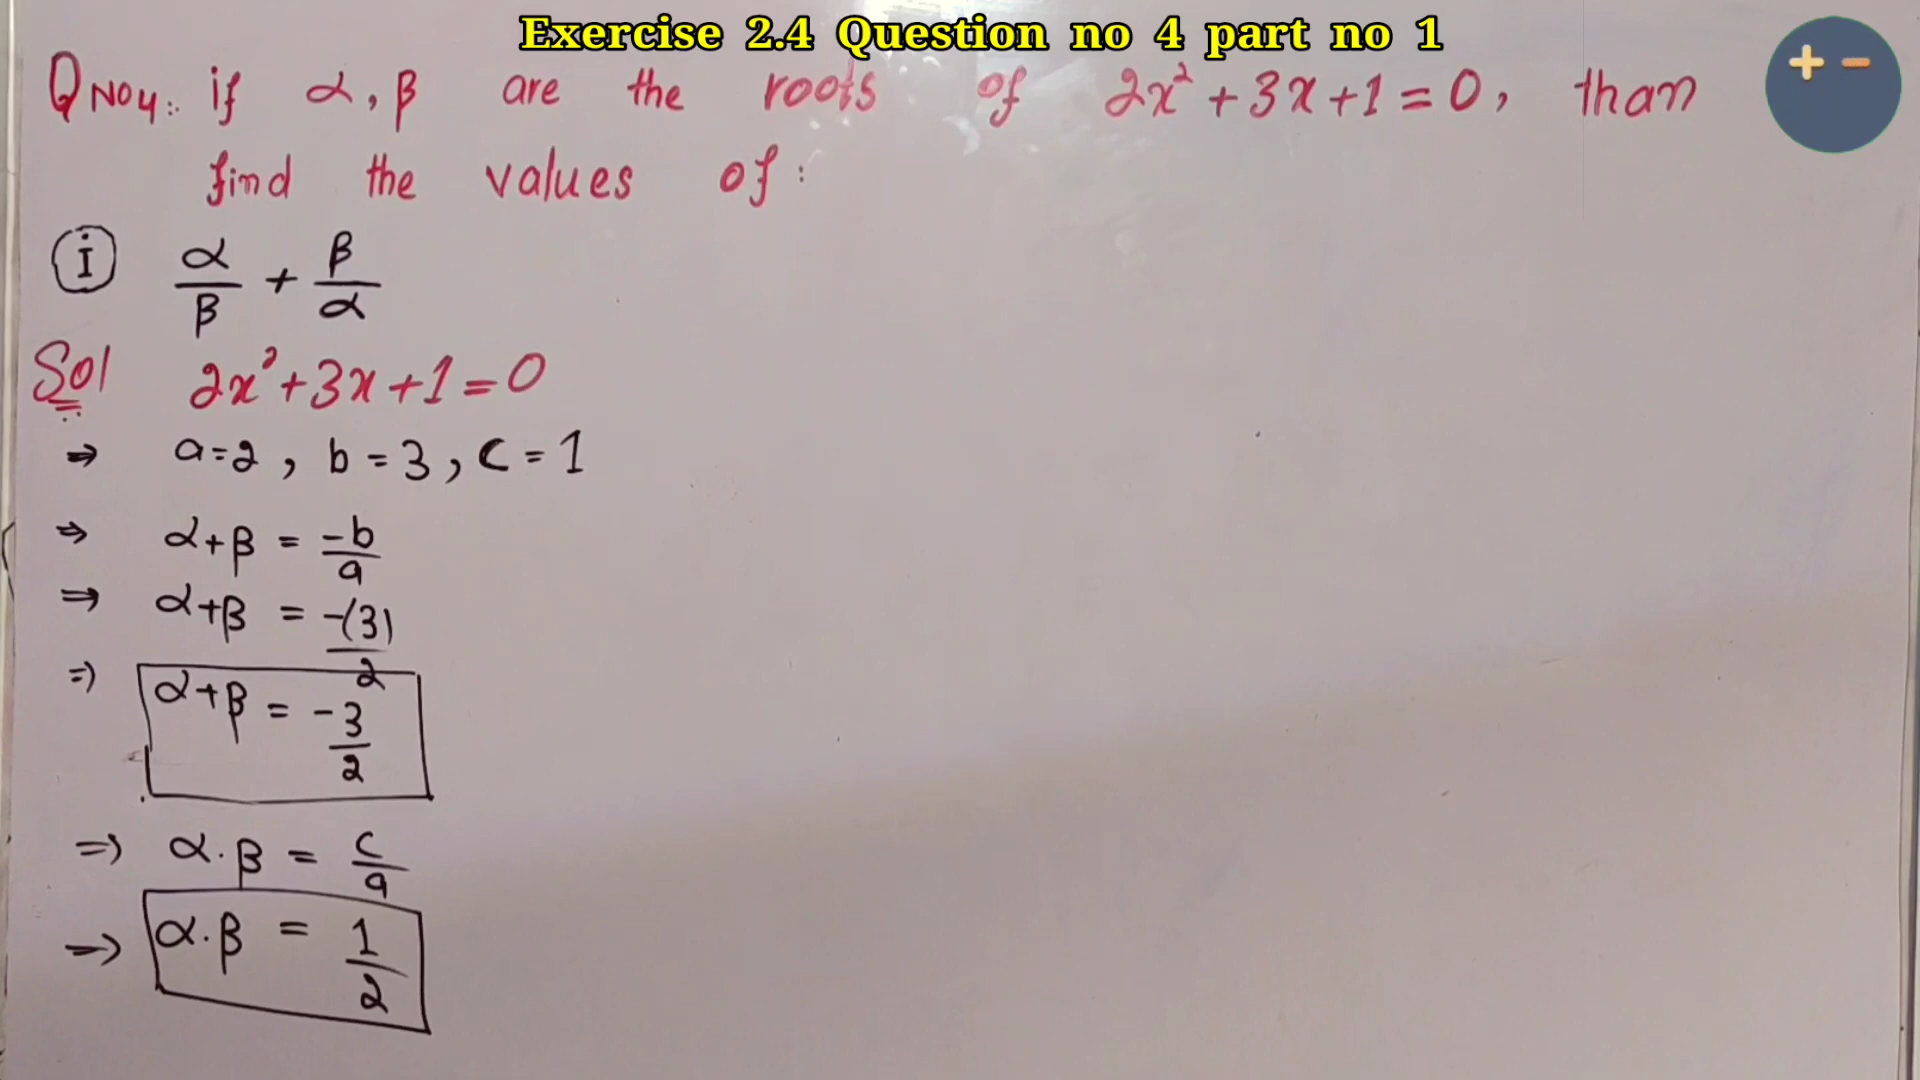 Exercise 2.4 Question no 4 part no 1
Q No4:. if α, β are the roots of 2x² + 3x + 1 = 0, than
find the values of:
(i) α/β + β/α
Sol 2x² + 3x + 1 = 0
⇒ a = 2, b = 3, c = 1
⇒ α + β = -b/a
⇒ α + β = -(3)/2
⇒ α + β = -3/2
⇒ α . β = c/a
⇒ α . β = 1/2